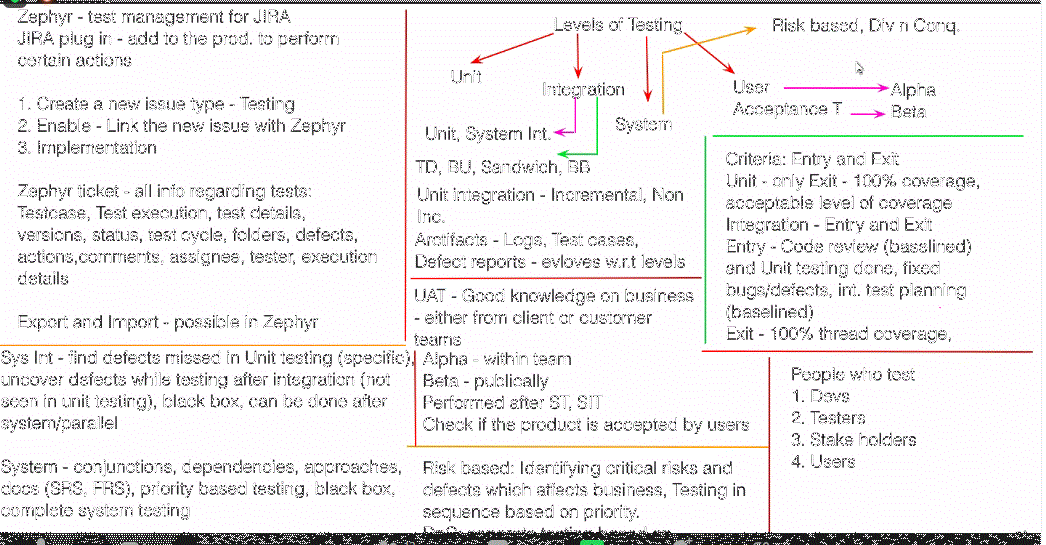 Zephyr - test management for JIRA
JIRA plug in - add to the prod. to perform
certain actions
1. Create a new issue type - Testing
2. Enable - Link the new issue with Zephyr
3. Implementation
Zephyr ticket - all info regarding tests:
Testcase, Test execution, test details,
versions, status, test cycle, folders, defects,
actions,comments, assignee, tester, execution
details
Export and Import - possible in Zephyr
Levels of Testing
Risk based, Div n Conq.
Unit
Integration
System
User
Acceptance T
Alpha
Beta
Unit, System Int.
TD, BU, Sandwich, BB
Unit integration - Incremental, Non
Inc.
Arctifacts - Logs, Test cases,
Defect reports - evloves w.r.t levels
Criteria: Entry and Exit
Unit - only Exit - 100% coverage,
acceptable level of coverage
Integration - Entry and Exit
Entry - Code review (baselined)
and Unit testing done, fixed
bugs/defects, int. test planning
(baselined)
Exit - 100% thread coverage,
UAT - Good knowledge on business
- either from client or customer
teams
Alpha - within team
Beta - publically
Performed after ST, SIT
Check if the product is accepted by users
Sys Int - find defects missed in Unit testing (specific),
uncover defects while testing after integration (not
seen in unit testing), black box, can be done after
system/parallel
System - conjunctions, dependencies, approaches,
docs (SRS, FRS), priority based testing, black box,
complete system testing
Risk based: Identifying critical risks and
defects which affects business, Testing in
sequence based on priority.
People who test
1. Devs
2. Testers
3. Stake holders
4. Users